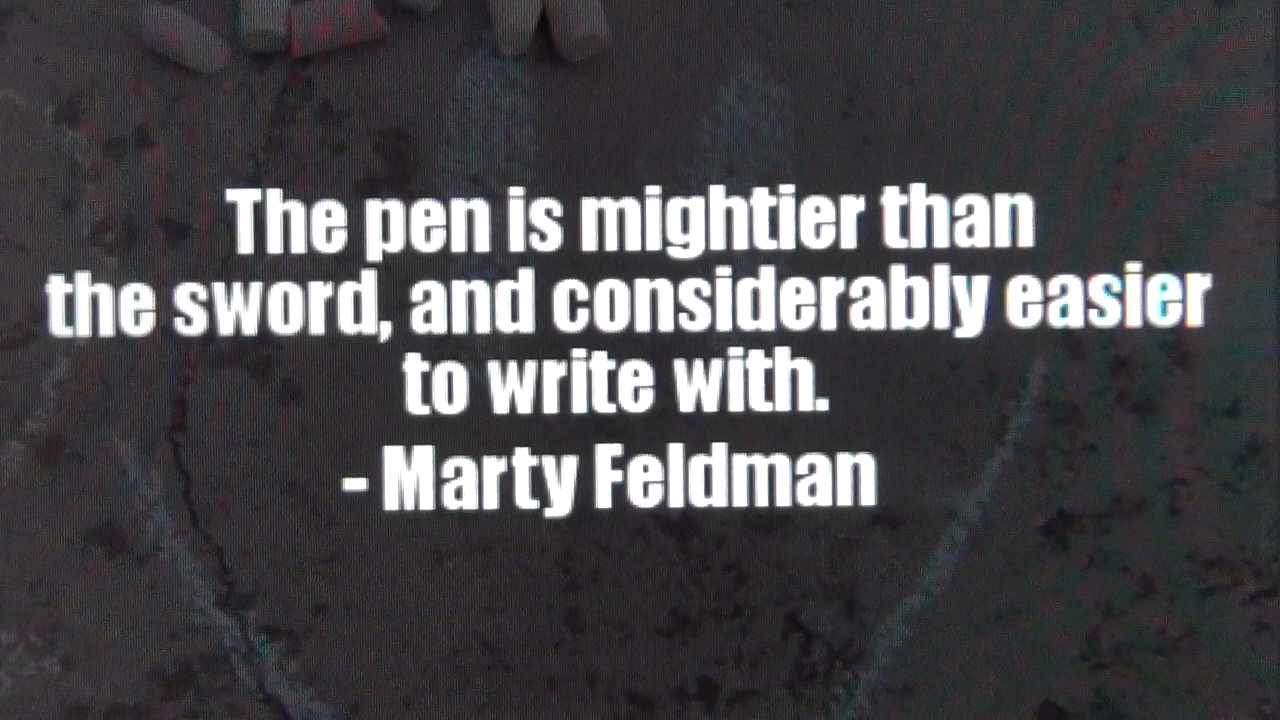 The pen is mightier than
the sword, and considerably easier
to write with.
- Marty Feldman